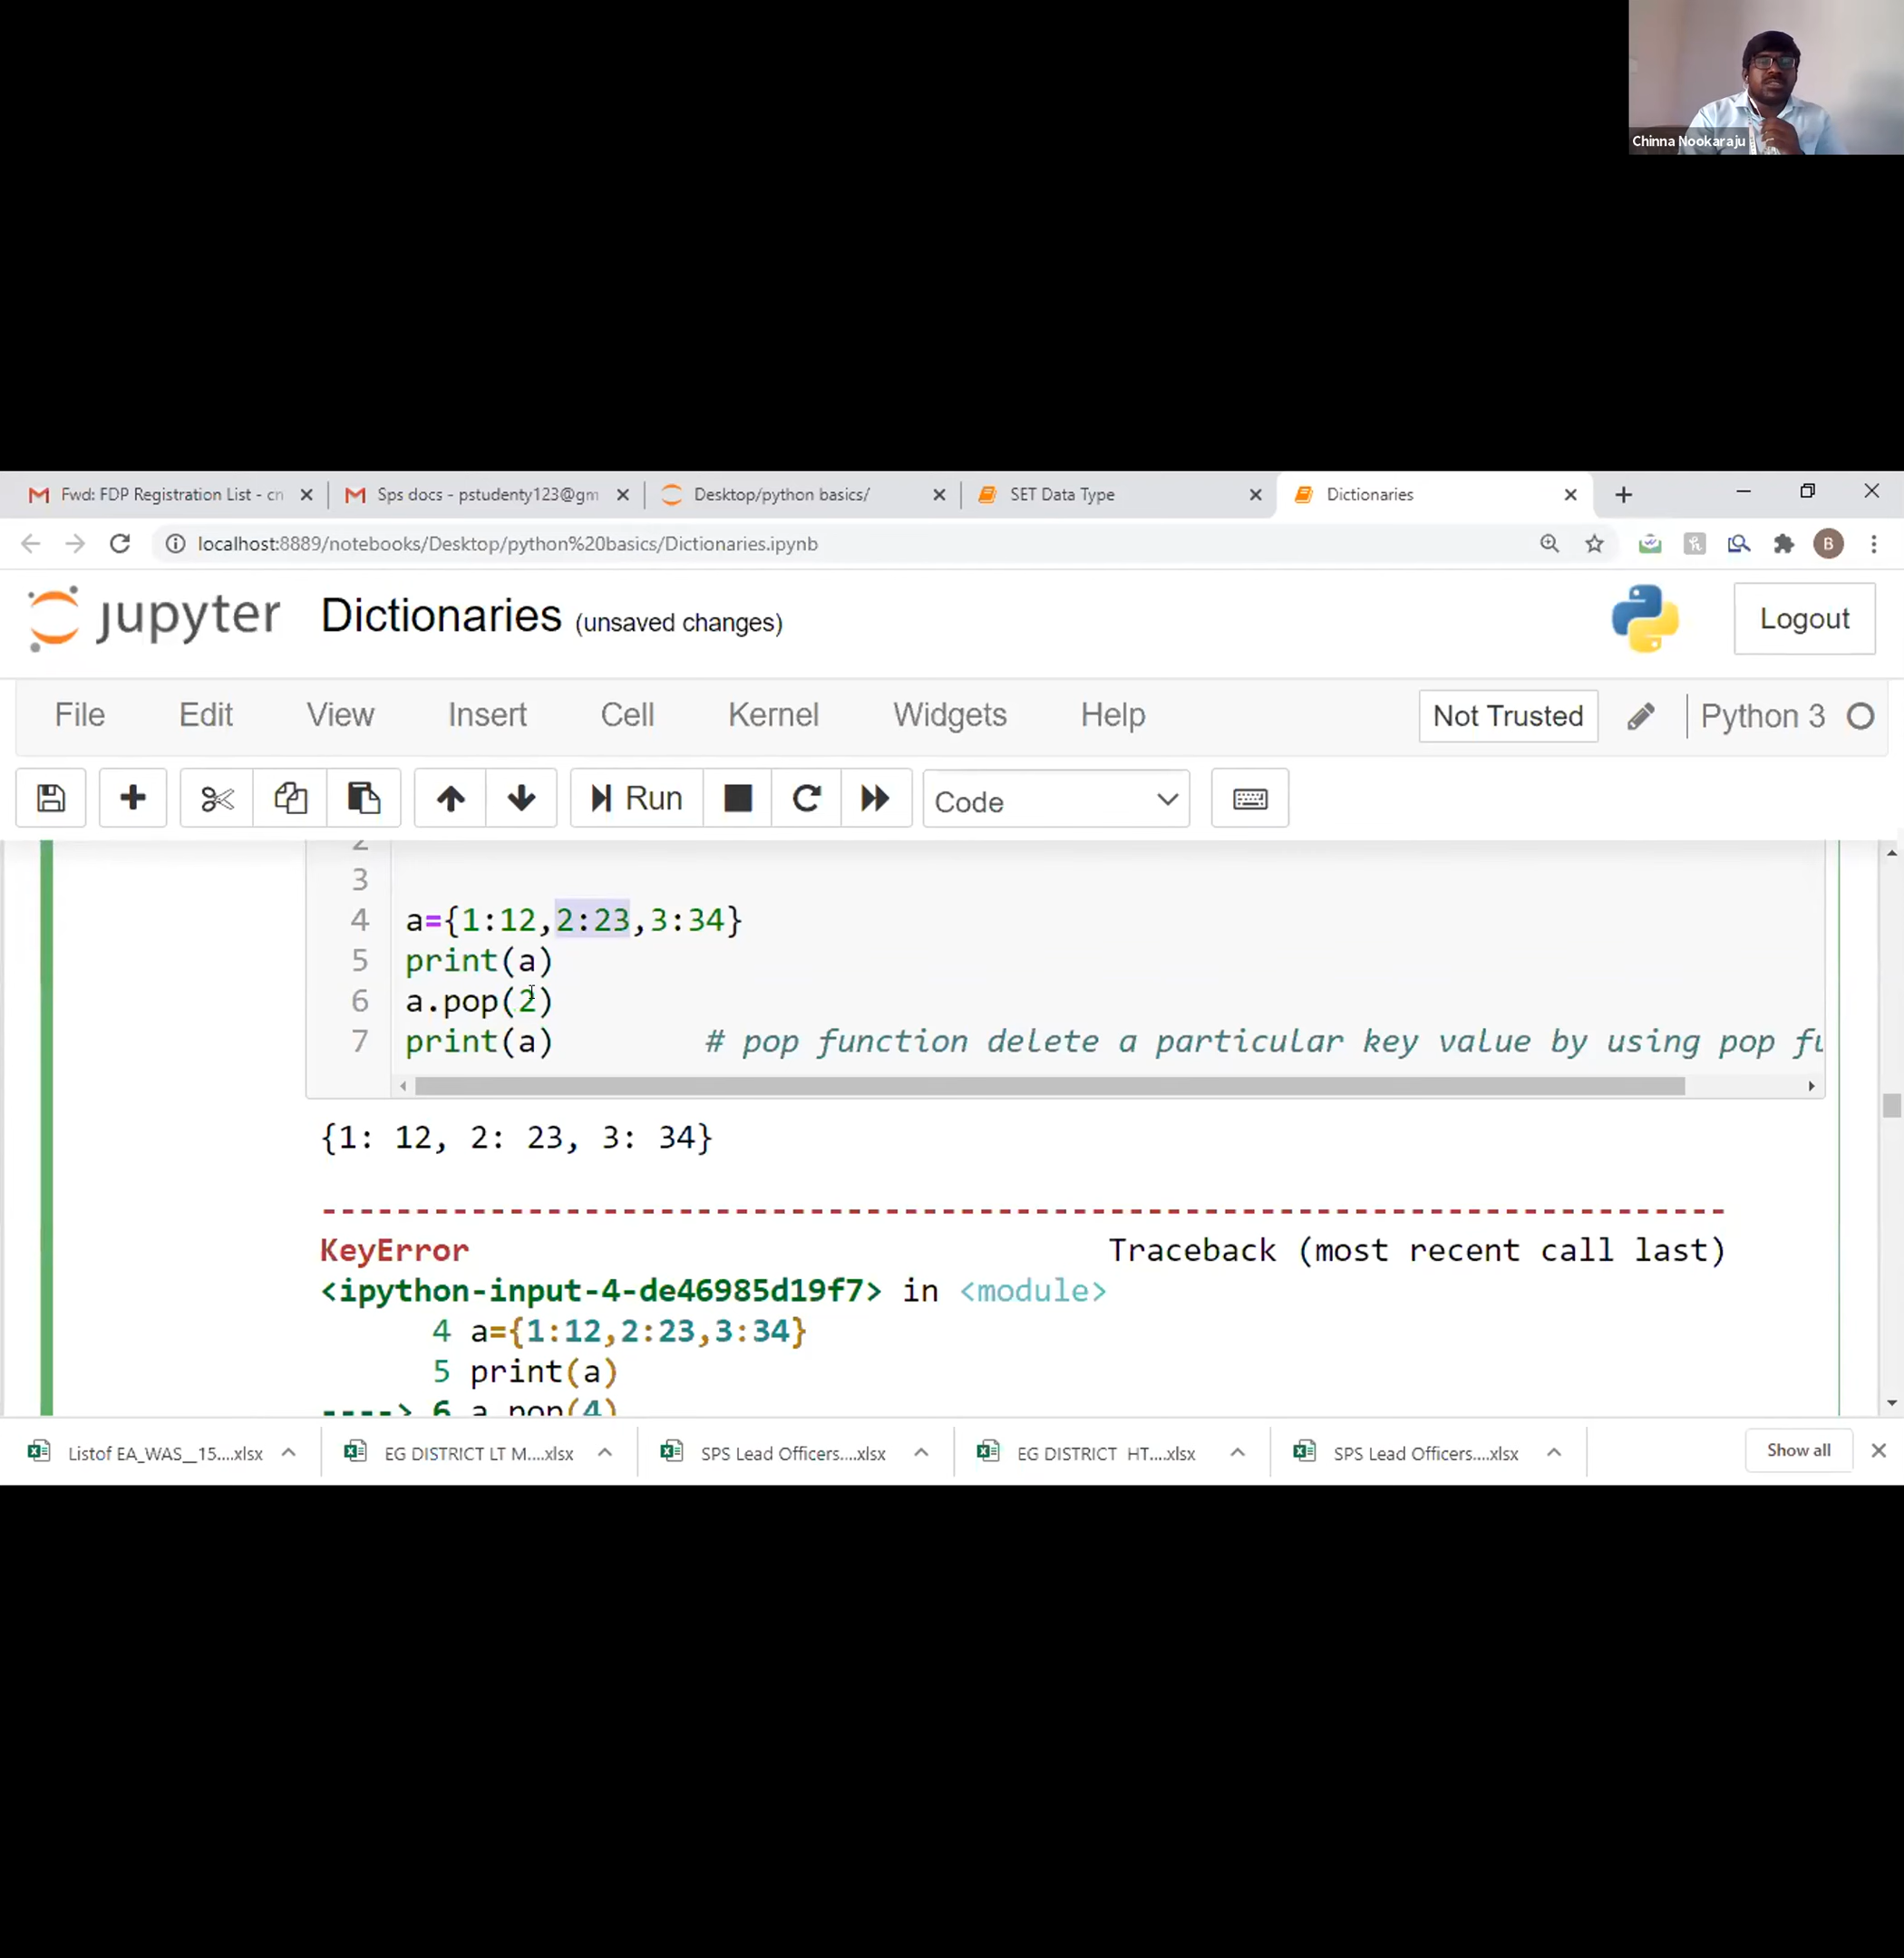 Chinna Nookaraju
Fwd: FDP Registration List - cn
Sps docs - pstudenty123@gm
Desktop/python basics/
SET Data Type
Dictionaries
localhost:8889/notebooks/Desktop/python%20basics/Dictionaries.ipynb
B
jupyter Dictionaries (unsaved changes)
Logout
File Edit View Insert Cell Kernel Widgets Help
Not Trusted
Python 3
Run
Code
2
3
4 a={1:12,2:23,3:34}
5 print(a)
6 a.pop(2)
7 print(a) # pop function delete a particular key value by using pop fu
{1: 12, 2: 23, 3: 34}
---------------------------------------------------------------------------
KeyError Traceback (most recent call last)
<ipython-input-4-de46985d19f7> in <module>
4 a={1:12,2:23,3:34}
5 print(a)
----> 6 a.pop(4)
Listof EA_WAS__15....xlsx
EG DISTRICT LT M....xlsx
SPS Lead Officers....xlsx
EG DISTRICT HT....xlsx
SPS Lead Officers....xlsx
Show all